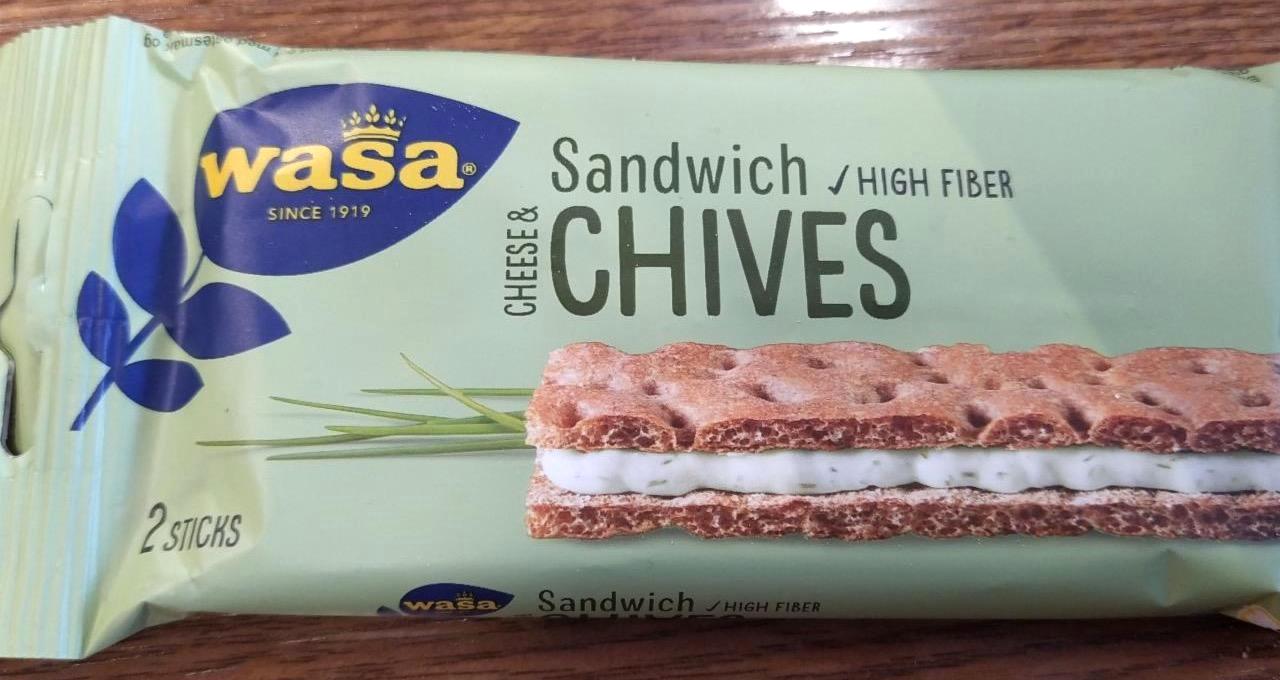 wasa®
SINCE 1919
Sandwich ✓HIGH FIBER
CHEESE &
CHIVES
2 STICKS
wasa
Sandwich ✓HIGH FIBER